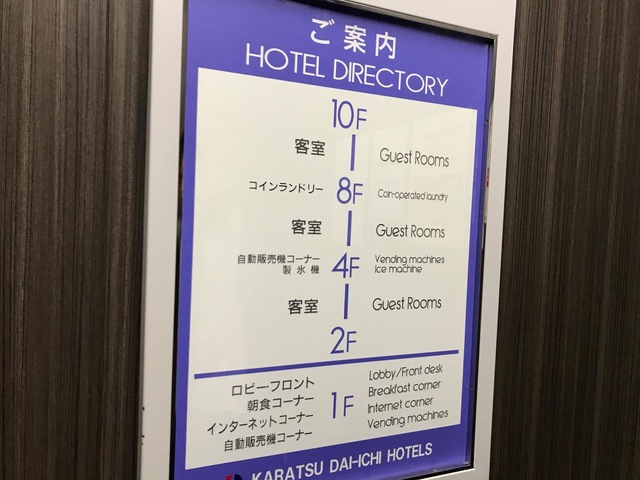 ご案内
HOTEL DIRECTORY
10F
客室 Guest Rooms
コインランドリー 8F Coin-operated laundry
客室 Guest Rooms
自動販売機コーナー 4F Vending machines
製氷機 Ice machine
客室 Guest Rooms
2F
ロビー・フロント Lobby/Front desk
朝食コーナー 1F Breakfast corner
インターネットコーナー Internet corner
自動販売機コーナー Vending machines
KARATSU DAI-ICHI HOTELS